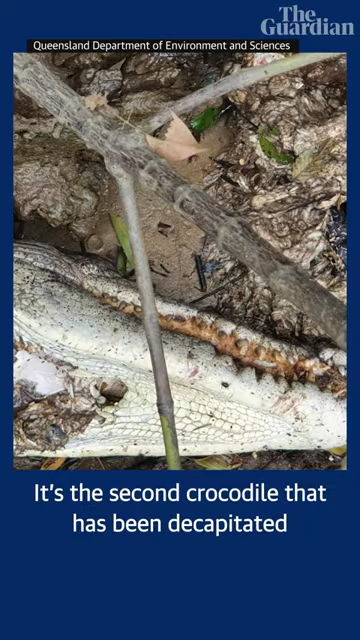 The
Guardian
Queensland Department of Environment and Sciences
It's the second crocodile that
has been decapitated